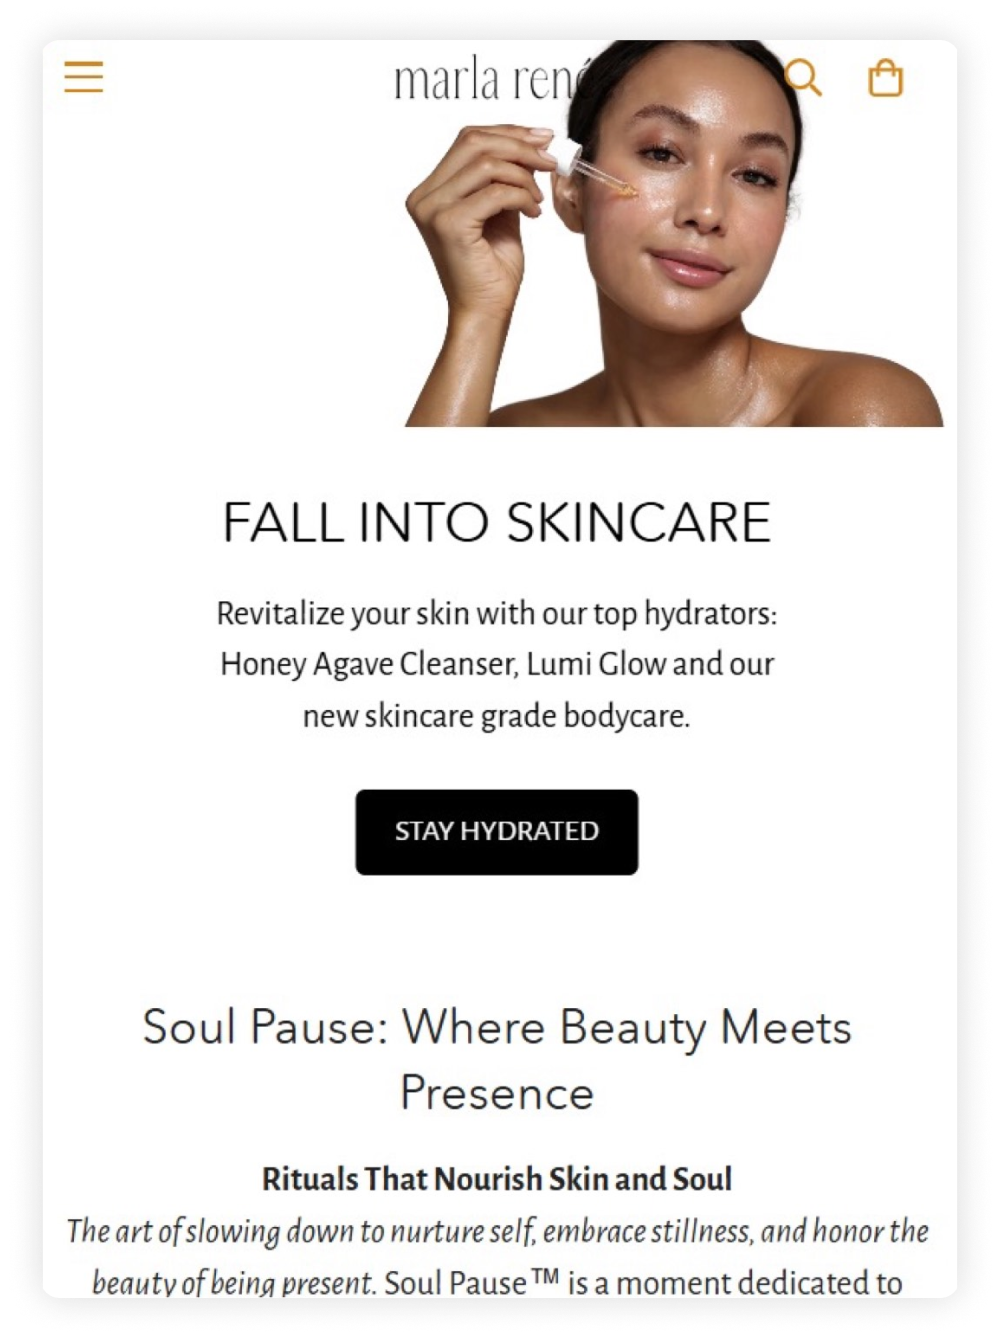 marla rené
FALL INTO SKINCARE
Revitalize your skin with our top hydrators:
Honey Agave Cleanser, Lumi Glow and our
new skincare grade bodycare.
STAY HYDRATED
Soul Pause: Where Beauty Meets
Presence
Rituals That Nourish Skin and Soul
The art of slowing down to nurture self, embrace stillness, and honor the
beauty of being present. Soul Pause™ is a moment dedicated to